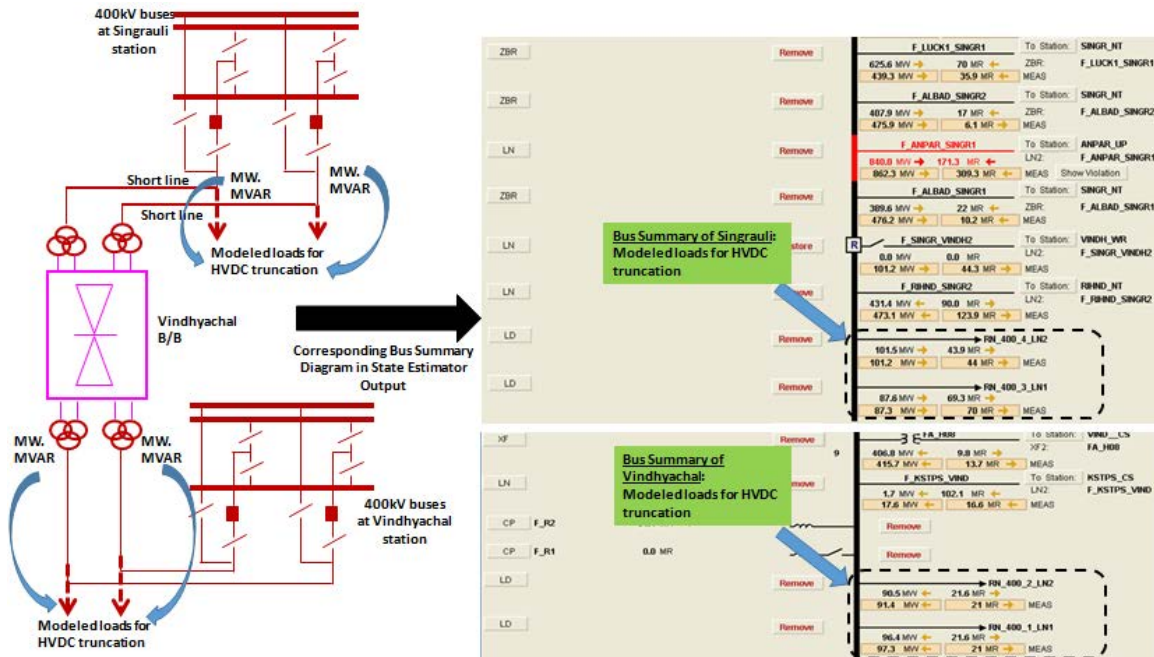 400kV buses
at Singrauli
station
MW.
MVAR
MW.
MVAR
Short line
Short line
Modeled loads for
HVDC truncation
Vindhyachal
B/B
Corresponding Bus Summary
Diagram in State Estimator
Output
MW.
MVAR
MW.
MVAR
400kV buses
at Vindhyachal
station
Modeled loads for
HVDC truncation
ZBR Remove F_LUCK1_SINGR1 To Station: SINGR_NT
625.6 MW 70 MR ZBR: F_LUCK1_SINGR1
439.3 MW 35.9 MR MEAS
ZBR Remove F_ALBAD_SINGR2 To Station: SINGR_NT
407.9 MW 17 MR ZBR: F_ALBAD_SINGR2
475.9 MW 6.1 MR MEAS
LN Remove F_ANPAR_SINGR1 To Station: ANPAR_UP
840.0 MW 171.3 MR LN2: F_ANPAR_SINGR1
862.3 MW 309.3 MR MEAS Show Violation
ZBR Remove F_ALBAD_SINGR1 To Station: SINGR_NT
389.6 MW 22 MR ZBR: F_ALBAD_SINGR1
476.2 MW 10.2 MR MEAS
Bus Summary of Singrauli:
Modeled loads for HVDC
truncation
LN store R F_SINGR_VINDH2 To Station: VINDH_WR
0.0 MW 0.0 MR LN2: F_SINGR_VINDH2
101.2 MW 44.3 MR MEAS
LN Remove F_RIHND_SINGR2 To Station: RIHND_NT
431.4 MW 90.0 MR LN2: F_RIHND_SINGR2
473.1 MW 123.9 MR MEAS
LD Remove RN_400_4_LN2
101.5 MW 43.9 MR
101.2 MW 44 MR MEAS
LD Remove RN_400_3_LN1
87.6 MW 69.3 MR
87.3 MW 70 MR MEAS
XF Remove 9 FA_H08 To Station: VIND__CS
406.8 MW 9.8 MR XF2: FA_H08
415.7 MW 13.7 MR MEAS
Bus Summary of
Vindhyachal:
Modeled loads for HVDC
truncation
LN Remove F_KSTPS_VIND To Station: KSTPS_CS
1.7 MW 102.1 MR LN2: F_KSTPS_VIND
17.6 MW 16.6 MR MEAS
CP F_R2 Remove
CP F_R1 0.0 MR Remove
LD Remove RN_400_2_LN2
90.5 MW 21.6 MR
91.4 MW 21 MR MEAS
LD Remove RN_400_1_LN1
96.4 MW 21.6 MR
97.3 MW 21 MR MEAS